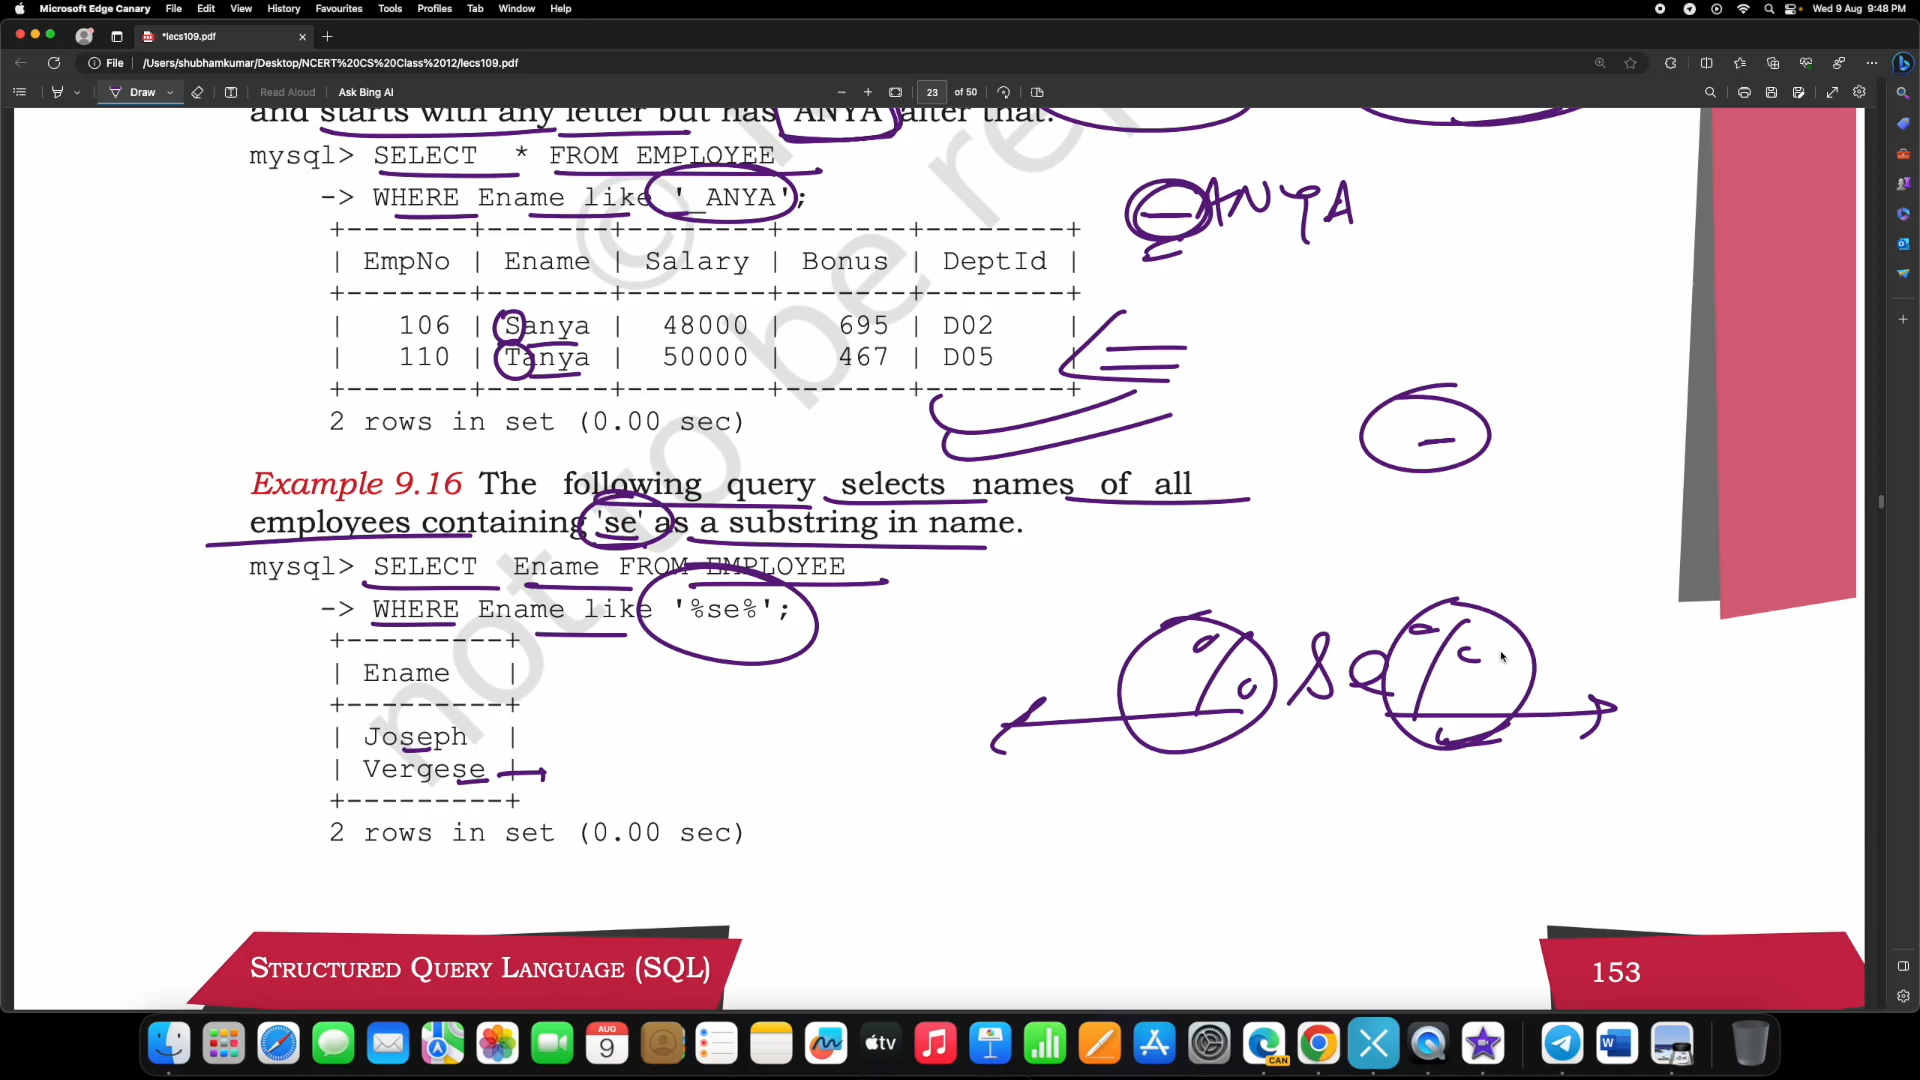 Microsoft Edge Canary File Edit View History Favourites Tools Profiles Tab Window Help Wed 9 Aug 9:48 PM
*lecs109.pdf
File /Users/shubhamkumar/Desktop/NCERT%20CS%20Class%2012/lecs109.pdf
Draw Read Aloud Ask Bing AI 23 of 50
and starts with any letter but has 'ANYA' after that.
mysql> SELECT * FROM EMPLOYEE
-> WHERE Ename like '_ANYA';
_ANYA
+--------+--------+---------+--------+---------+
| EmpNo | Ename | Salary | Bonus | DeptId |
+--------+--------+---------+--------+---------+
| 106 | Sanya | 48000 | 695 | D02 |
| 110 | Tanya | 50000 | 467 | D05 |
+--------+--------+---------+--------+---------+
2 rows in set (0.00 sec)
Example 9.16 The following query selects names of all
employees containing 'se' as a substring in name.
mysql> SELECT Ename FROM EMPLOYEE
-> WHERE Ename like '%se%';
% se %
+----------+
| Ename |
+----------+
| Joseph |
| Vergese |
+----------+
2 rows in set (0.00 sec)
STRUCTURED QUERY LANGUAGE (SQL)
153
AUG
9
tv
CAN
W